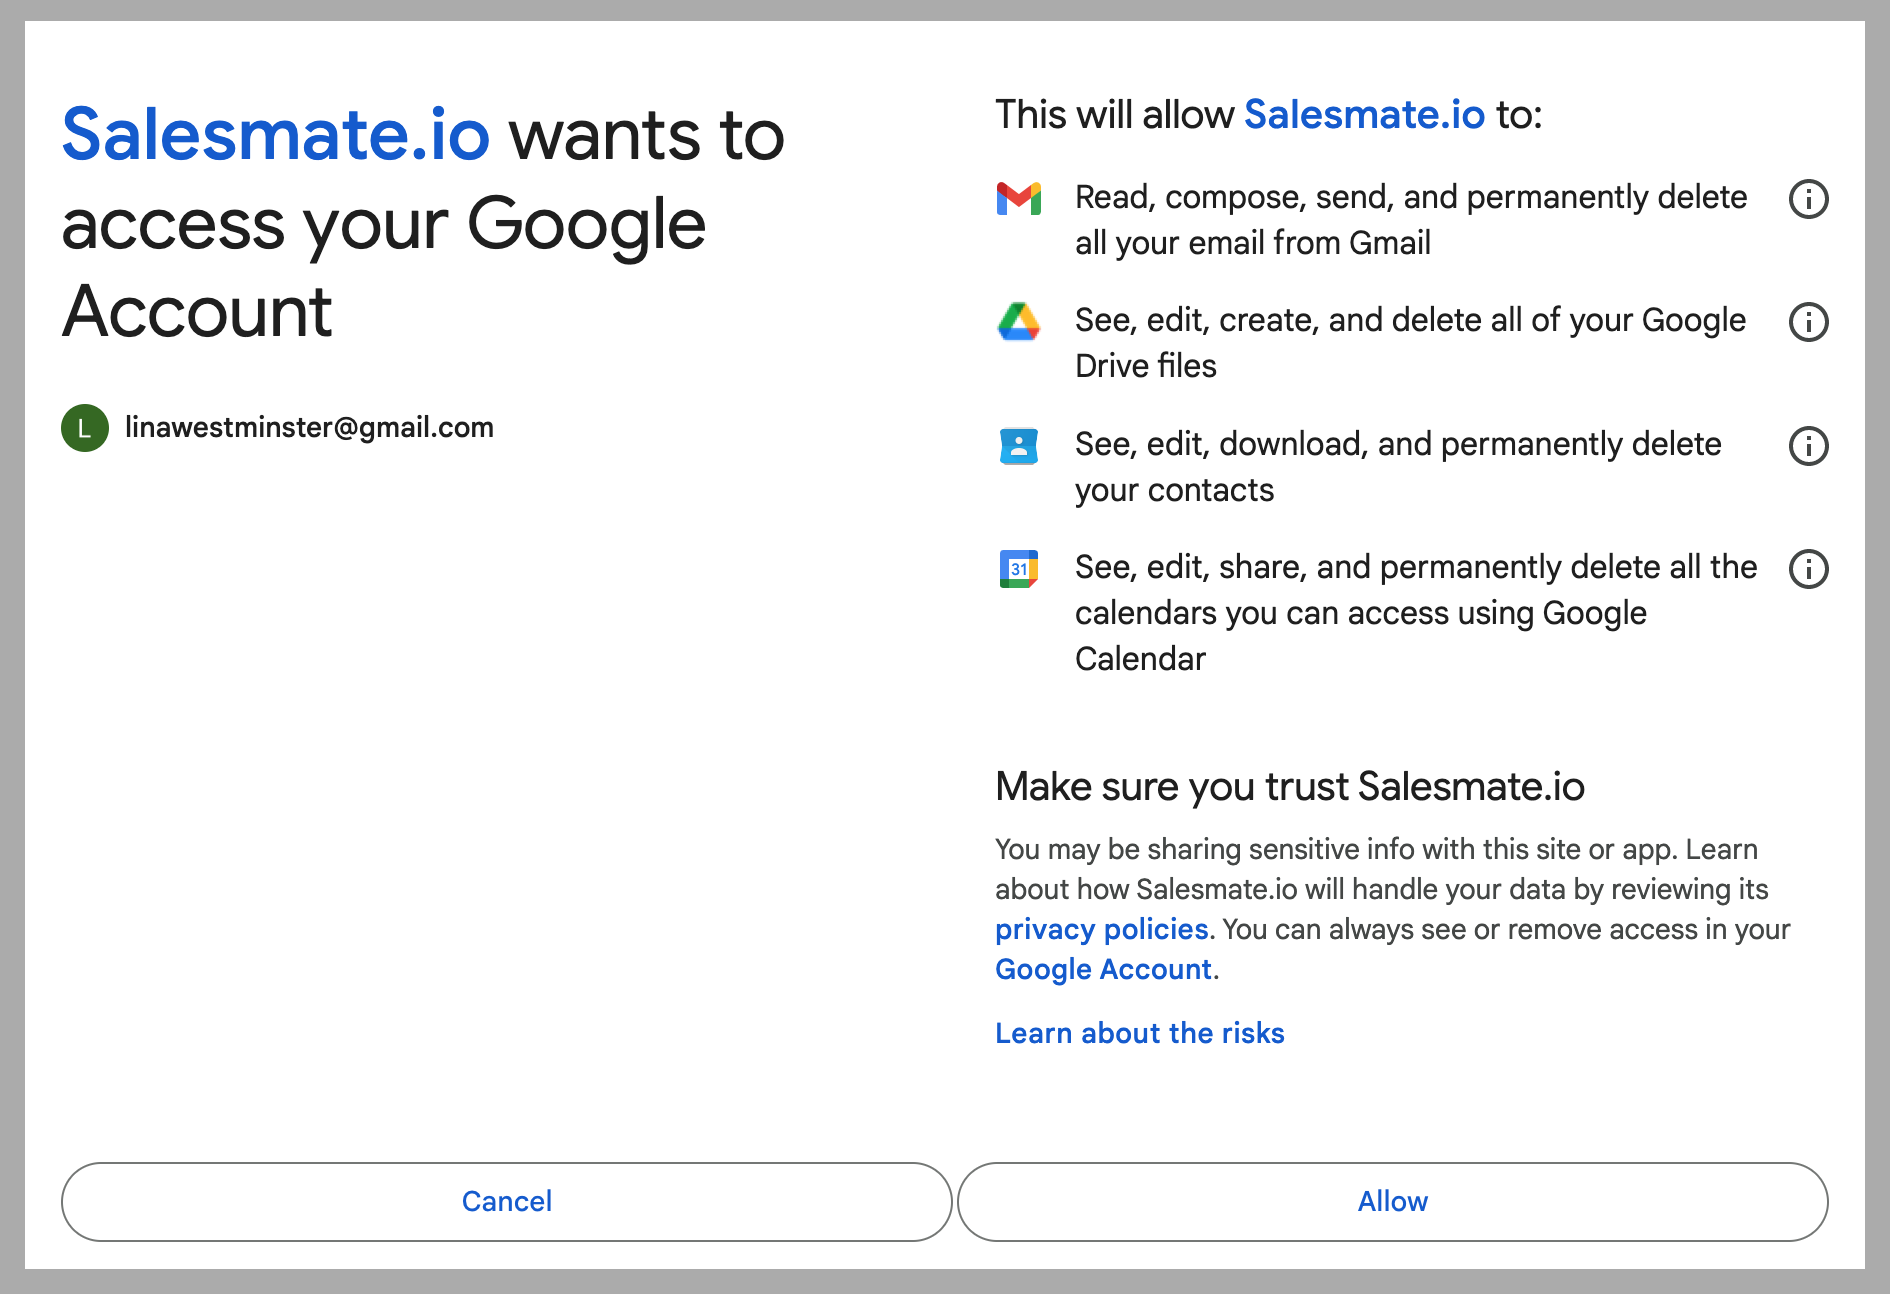 Salesmate.io wants to
access your Google
Account
L linawestminster@gmail.com
This will allow Salesmate.io to:
Read, compose, send, and permanently delete
all your email from Gmail
See, edit, create, and delete all of your Google
Drive files
See, edit, download, and permanently delete
your contacts
31
See, edit, share, and permanently delete all the
calendars you can access using Google
Calendar
Make sure you trust Salesmate.io
You may be sharing sensitive info with this site or app. Learn
about how Salesmate.io will handle your data by reviewing its
privacy policies. You can always see or remove access in your
Google Account.
Learn about the risks
Cancel
Allow